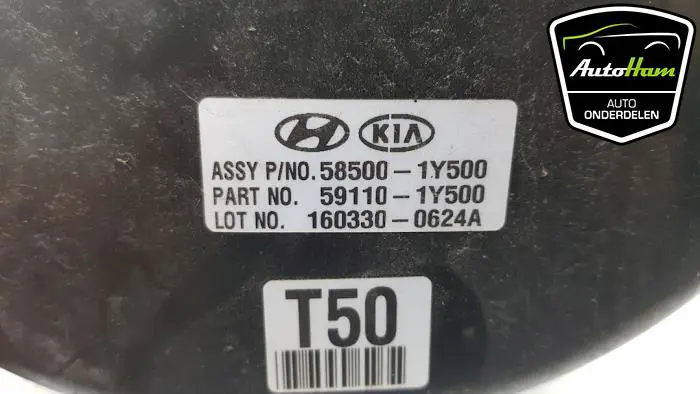 AutoHam
AUTO
ONDERDELEN
KIA
ASSY P/NO. 58500-1Y500
PART NO. 59110-1Y500
LOT NO. 160330-0624A
T50